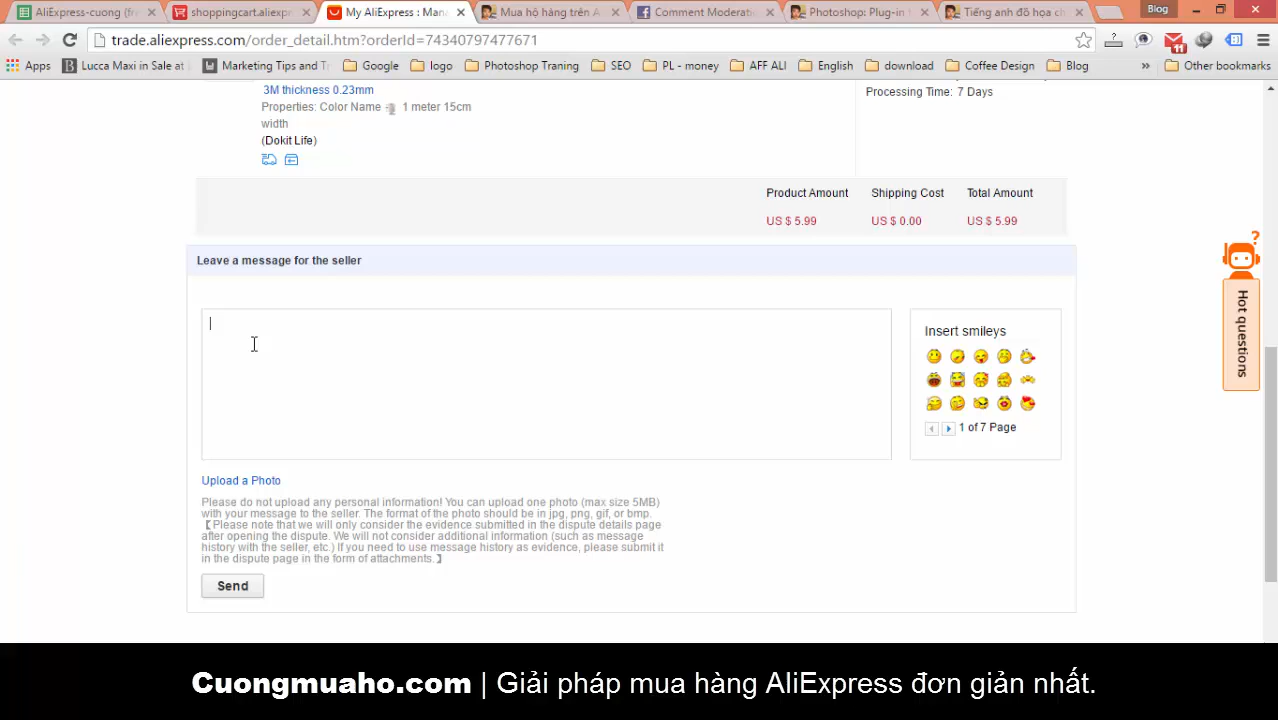 AliExpress-cuong (fre
shoppingcart.aliexpre
My AliExpress : Mana
Mua hộ hàng trên A
Comment Moderati
Photoshop: Plug-in
Tiếng anh đồ họa ch
Blog
trade.aliexpress.com/order_detail.htm?orderId=74340797477671
11
Apps
Lucca Maxi in Sale at
Marketing Tips and Tr
Google
logo
Photoshop Traning
SEO
PL - money
AFF ALI
English
download
Coffee Design
Blog
»
Other bookmarks
3M thickness 0.23mm
Properties: Color Name 1 meter 15cm
width
(Dokit Life)
Processing Time: 7 Days
Product Amount Shipping Cost Total Amount
US $ 5.99 US $ 0.00 US $ 5.99
Leave a message for the seller
Insert smileys
1 of 7 Page
?
Hot questions
Upload a Photo
Please do not upload any personal information! You can upload one photo (max size 5MB)
with your message to the seller. The format of the photo should be in jpg, png, gif, or bmp.
【Please note that we will only consider the evidence submitted in the dispute details page
after opening the dispute. We will not consider additional information (such as message
history with the seller, etc.) If you need to use message history as evidence, please submit it
in the dispute page in the form of attachments.】
Send
Cuongmuaho.com | Giải pháp mua hàng AliExpress đơn giản nhất.